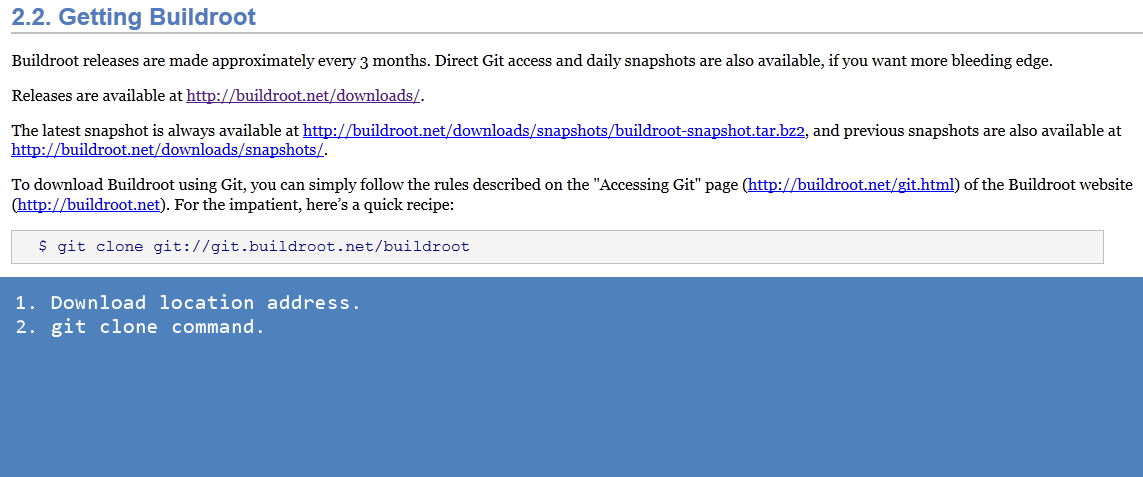 2.2. Getting Buildroot
Buildroot releases are made approximately every 3 months. Direct Git access and daily snapshots are also available, if you want more bleeding edge.
Releases are available at http://buildroot.net/downloads/.
The latest snapshot is always available at http://buildroot.net/downloads/snapshots/buildroot-snapshot.tar.bz2, and previous snapshots are also available at
http://buildroot.net/downloads/snapshots/.
To download Buildroot using Git, you can simply follow the rules described on the "Accessing Git" page (http://buildroot.net/git.html) of the Buildroot website
(http://buildroot.net). For the impatient, here’s a quick recipe:
$ git clone git://git.buildroot.net/buildroot
1. Download location address.
2. git clone command.